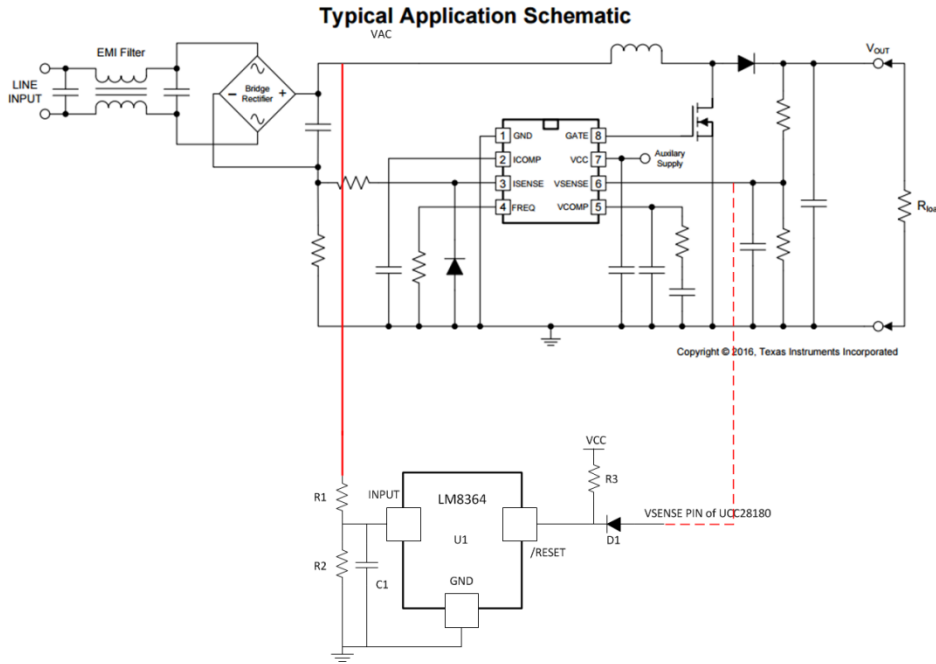 Typical Application Schematic
VAC
EMI Filter
LINE
INPUT
Bridge
Rectifier
VOUT
1 GND GATE 8
2 ICOMP VCC 7
3 ISENSE VSENSE 6
4 FREQ VCOMP 5
Auxilary
Supply
Copyright © 2016, Texas Instruments Incorporated
VCC
R3
R1
INPUT
LM8364
VSENSE PIN of UCC28180
U1
D1
/RESET
R2
C1
GND